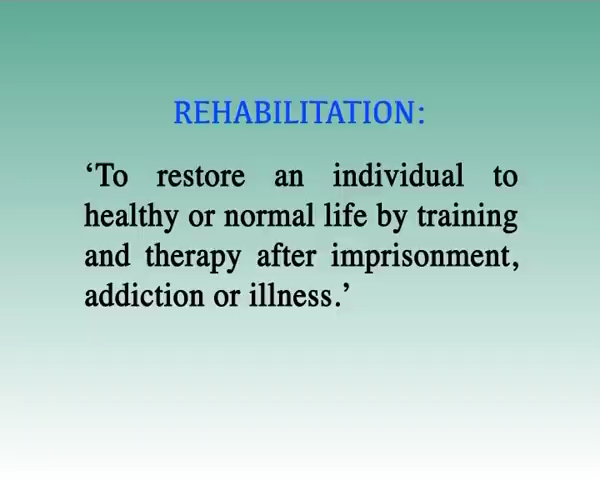 REHABILITATION:
‘To restore an individual to
healthy or normal life by training
and therapy after imprisonment,
addiction or illness.’